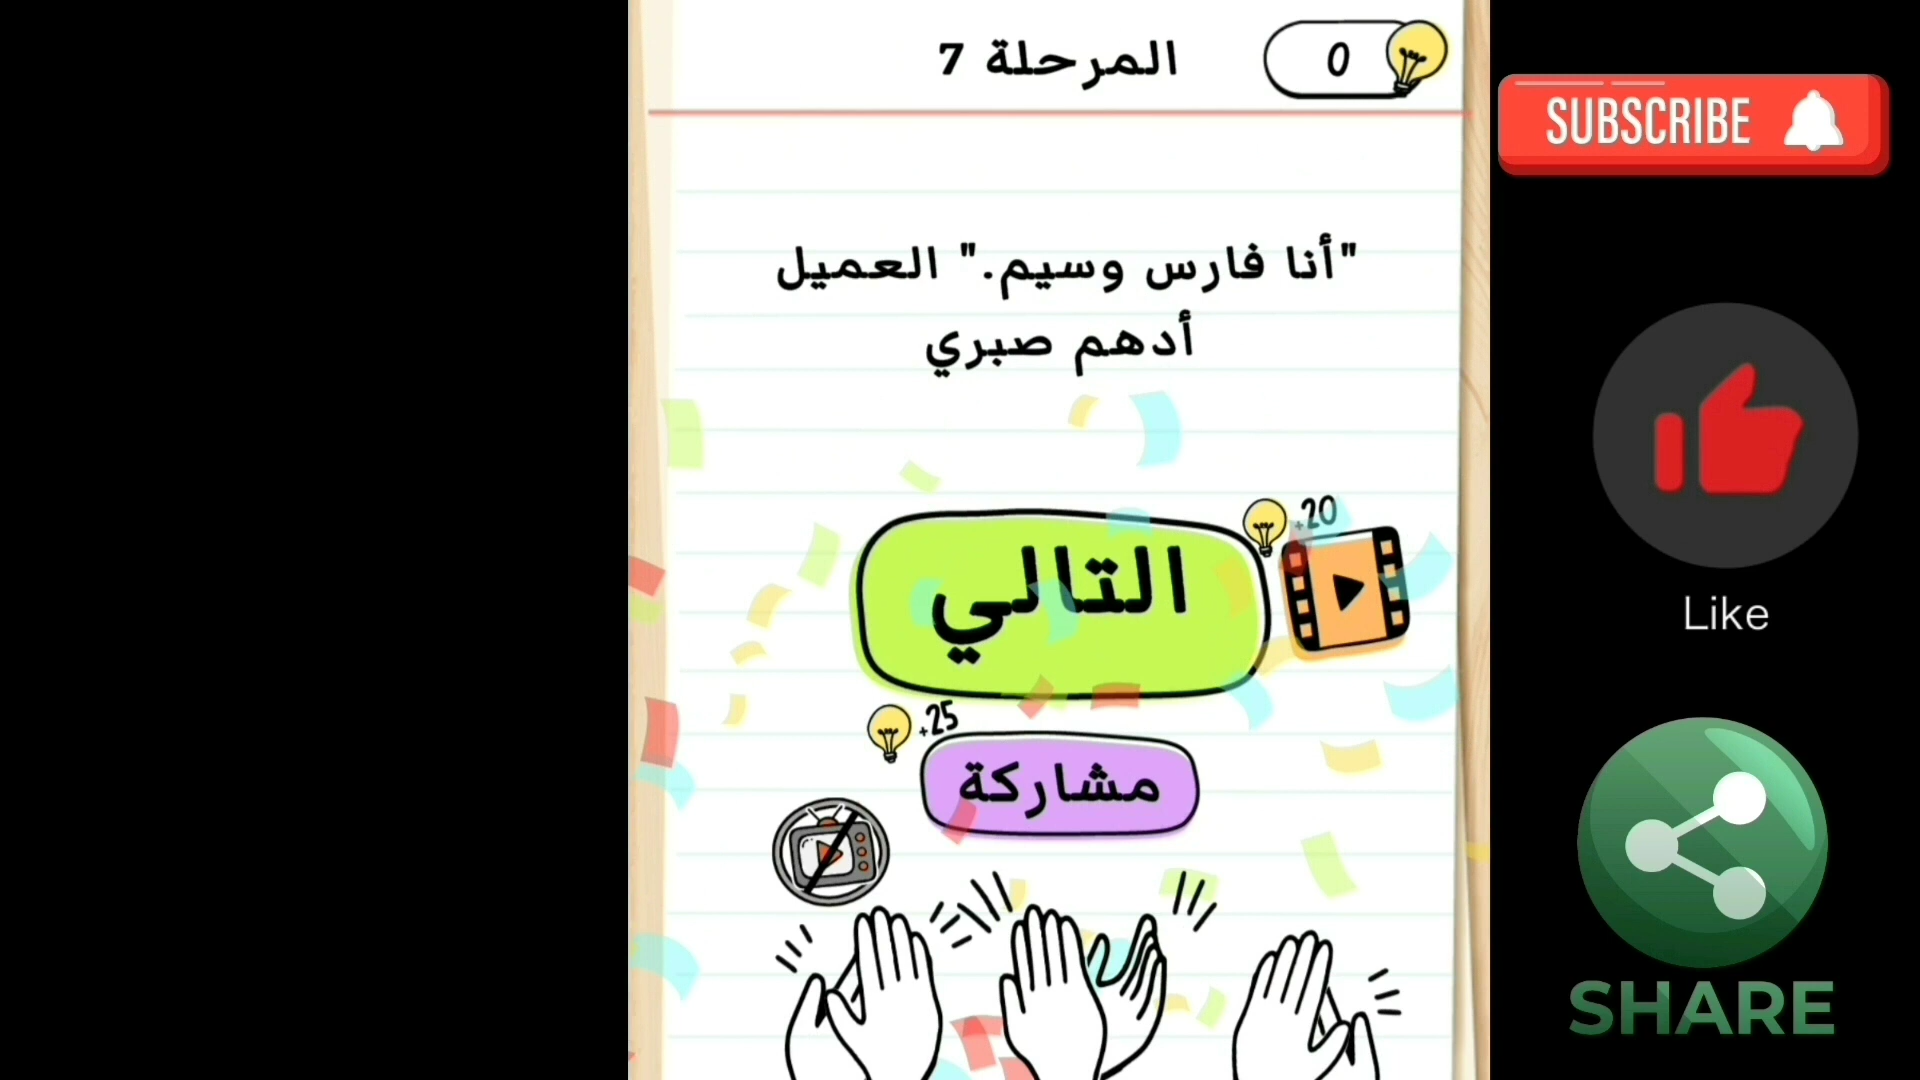 المرحلة 7
0
"أنا فارس وسيم." العميل
أدهم صبري
+20
التالي
+25
مشاركة
SUBSCRIBE
Like
SHARE